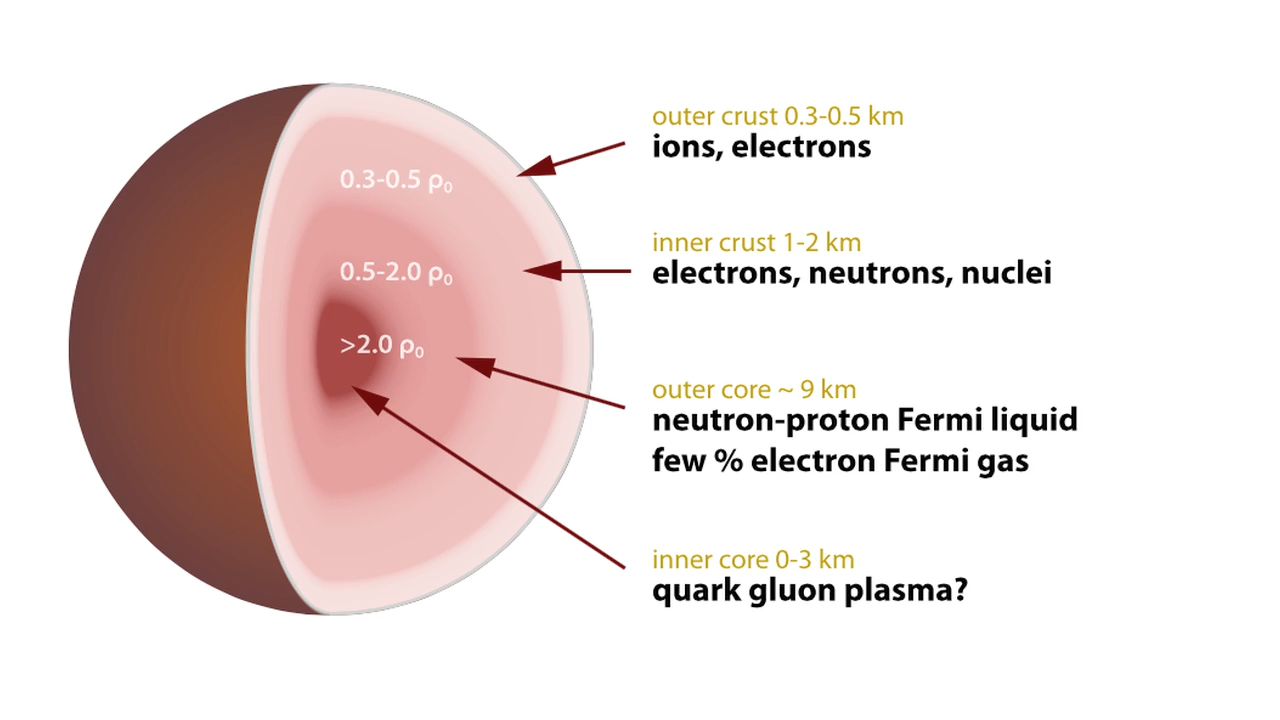 outer crust 0.3-0.5 km
ions, electrons
0.3-0.5 ρ₀
inner crust 1-2 km
electrons, neutrons, nuclei
0.5-2.0 ρ₀
>2.0 ρ₀
outer core ~ 9 km
neutron-proton Fermi liquid
few % electron Fermi gas
inner core 0-3 km
quark gluon plasma?